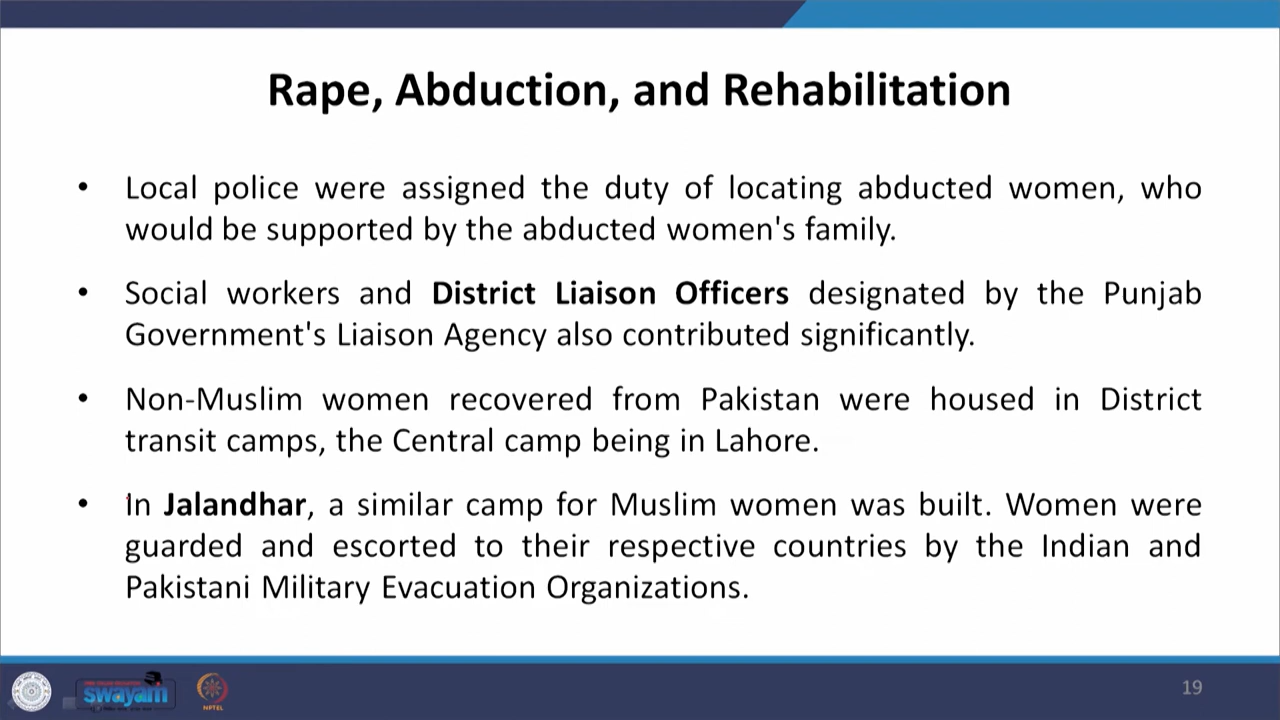 Rape, Abduction, and Rehabilitation
• Local police were assigned the duty of locating abducted women, who
would be supported by the abducted women's family.
• Social workers and District Liaison Officers designated by the Punjab
Government's Liaison Agency also contributed significantly.
• Non-Muslim women recovered from Pakistan were housed in District
transit camps, the Central camp being in Lahore.
• In Jalandhar, a similar camp for Muslim women was built. Women were
guarded and escorted to their respective countries by the Indian and
Pakistani Military Evacuation Organizations.
swayam
NPTEL
19